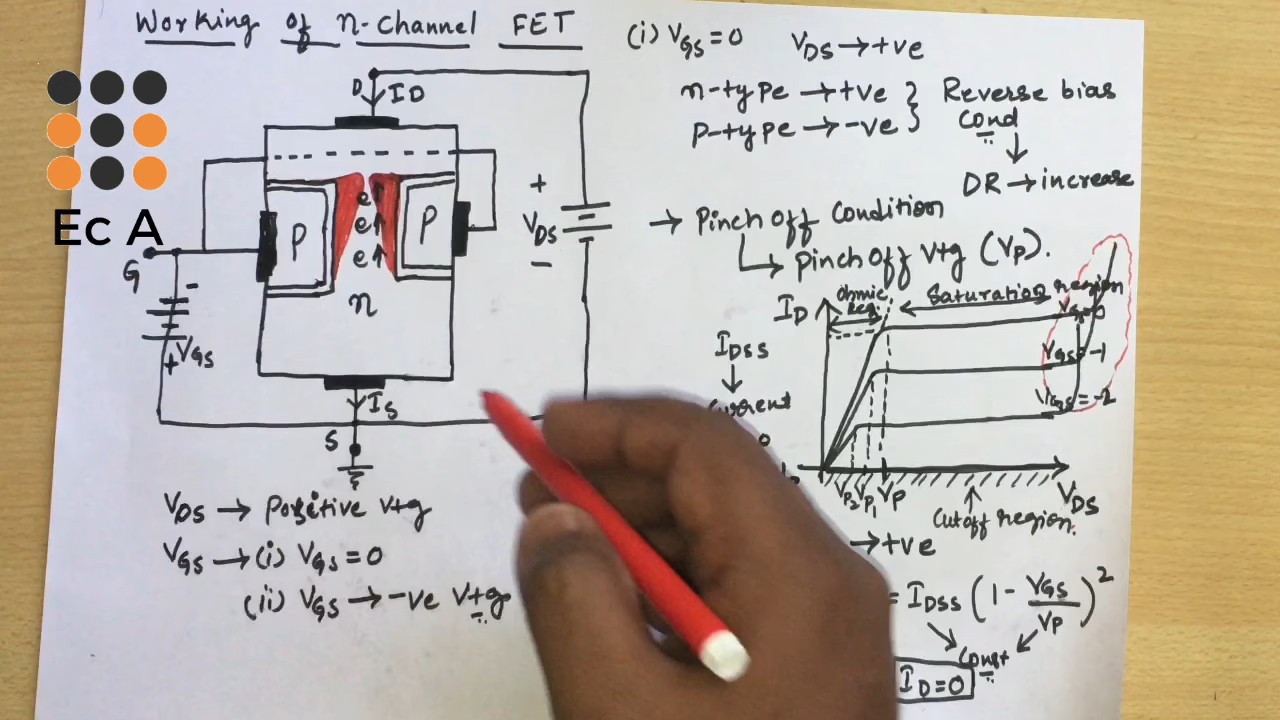 Working of n-Channel FET
Ec A
D
ID
P
P
e
e
e
n
G
-
+
VGS
+
VDS
-
IS
S
VDS → Positive Vtg
VGS → (i) VGS = 0
(ii) VGS → -ve Vtg
(i) VGS = 0 VDS → +ve
n-type → +ve } Reverse bias
p-type → -ve } Cond
DR → increase
→ Pinch off Condition
Pinch off Vtg (VP).
ID
ohmic
Reg
Saturation region
VGS=0
VGS=-1
VGS=-2
IDSS
Current
VP2 VP1 VP
VDS
Cutoff region.
→ +ve
= IDSS (1 - VGS/VP)2
Const
ID = 0